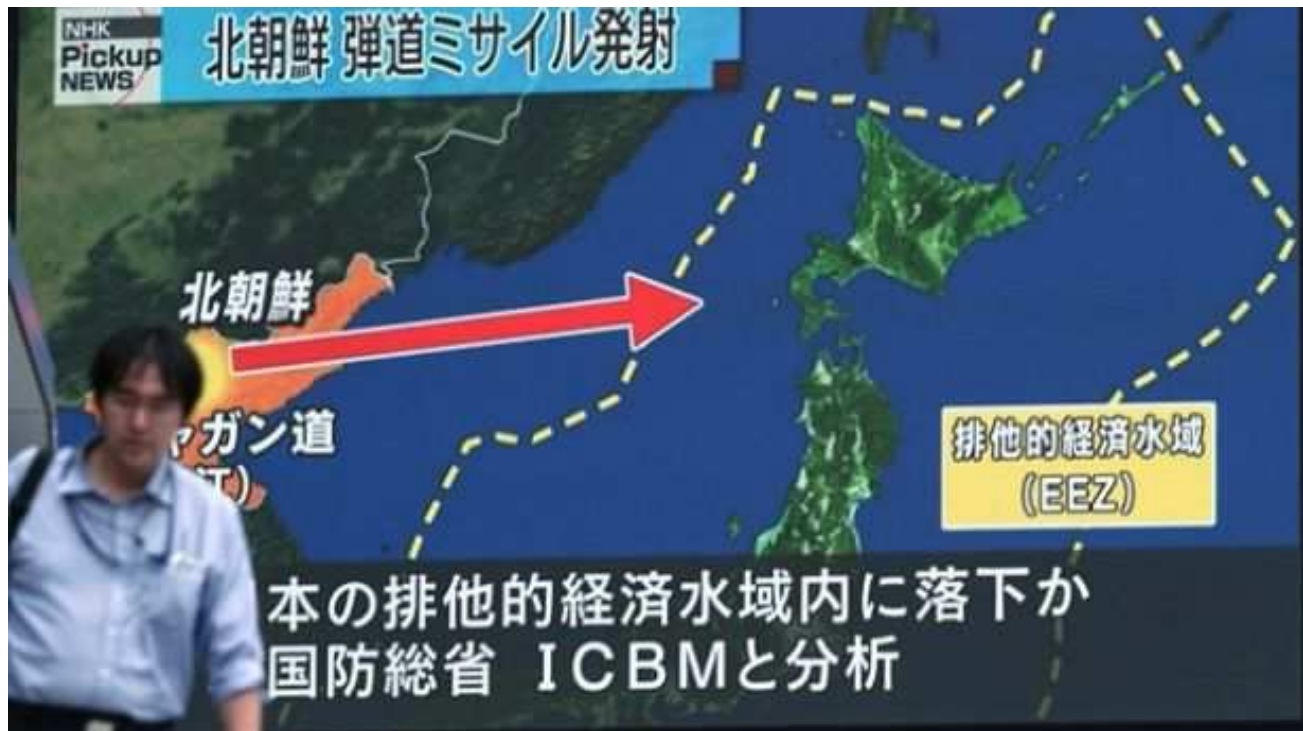 NHK
Pickup
NEWS
北朝鮮 弾道ミサイル発射
北朝鮮
ャガン道
江)
排他的経済水域
(EEZ)
本の排他的経済水域内に落下か
国防総省 ICBMと分析